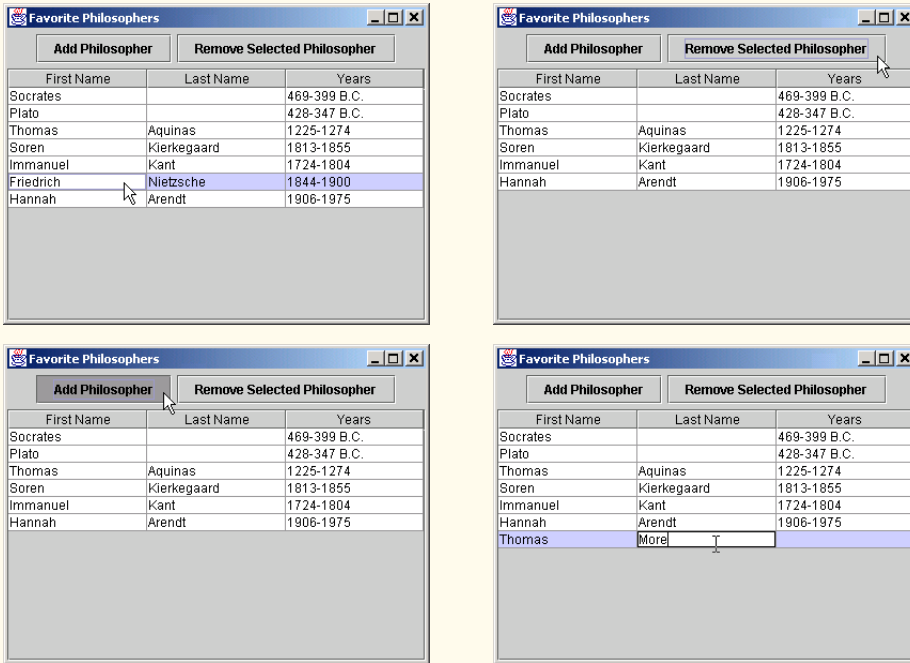 Favorite Philosophers
Add Philosopher Remove Selected Philosopher
First Name Last Name Years
Socrates 469-399 B.C.
Plato 428-347 B.C.
Thomas Aquinas 1225-1274
Soren Kierkegaard 1813-1855
Immanuel Kant 1724-1804
Friedrich Nietzsche 1844-1900
Hannah Arendt 1906-1975
Favorite Philosophers
Add Philosopher Remove Selected Philosopher
First Name Last Name Years
Socrates 469-399 B.C.
Plato 428-347 B.C.
Thomas Aquinas 1225-1274
Soren Kierkegaard 1813-1855
Immanuel Kant 1724-1804
Hannah Arendt 1906-1975
Favorite Philosophers
Add Philosopher Remove Selected Philosopher
First Name Last Name Years
Socrates 469-399 B.C.
Plato 428-347 B.C.
Thomas Aquinas 1225-1274
Soren Kierkegaard 1813-1855
Immanuel Kant 1724-1804
Hannah Arendt 1906-1975
Favorite Philosophers
Add Philosopher Remove Selected Philosopher
First Name Last Name Years
Socrates 469-399 B.C.
Plato 428-347 B.C.
Thomas Aquinas 1225-1274
Soren Kierkegaard 1813-1855
Immanuel Kant 1724-1804
Hannah Arendt 1906-1975
Thomas More